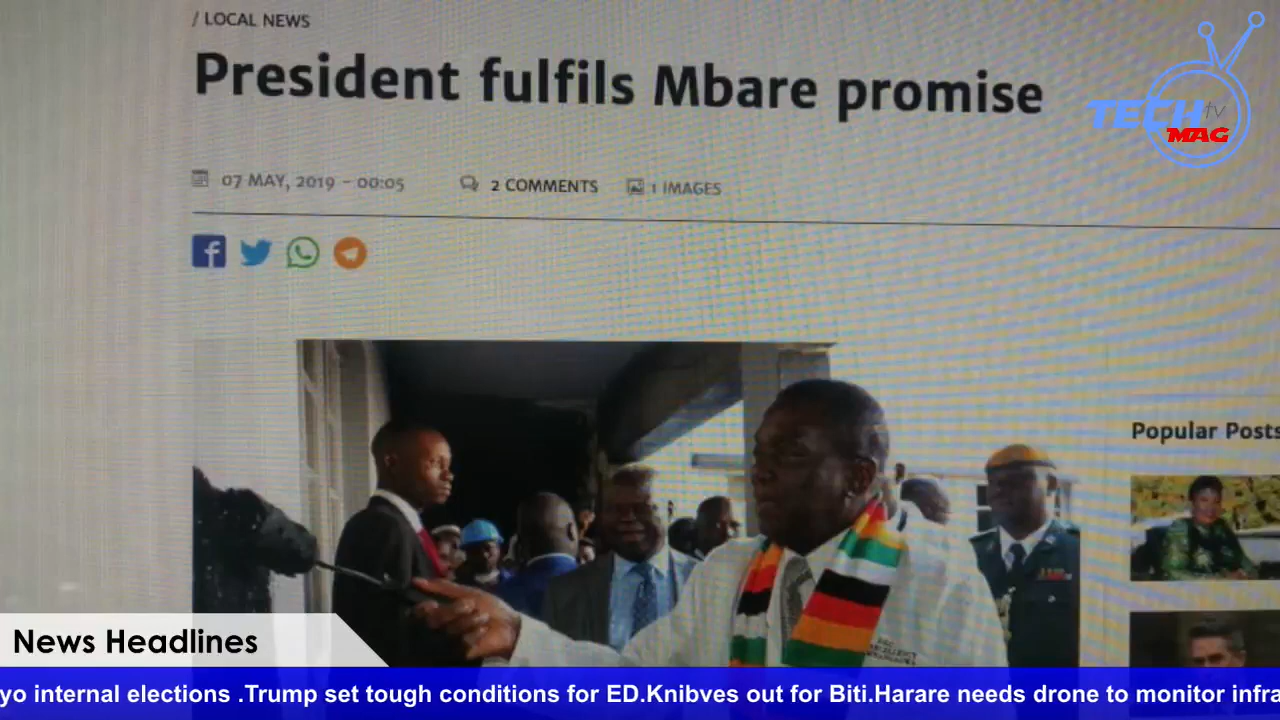 / LOCAL NEWS
President fulfils Mbare promise
TECH tv
MAG
07 MAY, 2019 - 00:05
2 COMMENTS
1 IMAGES
Popular Posts
News Headlines
yo internal elections .Trump set tough conditions for ED.Knibves out for Biti.Harare needs drone to monitor infra